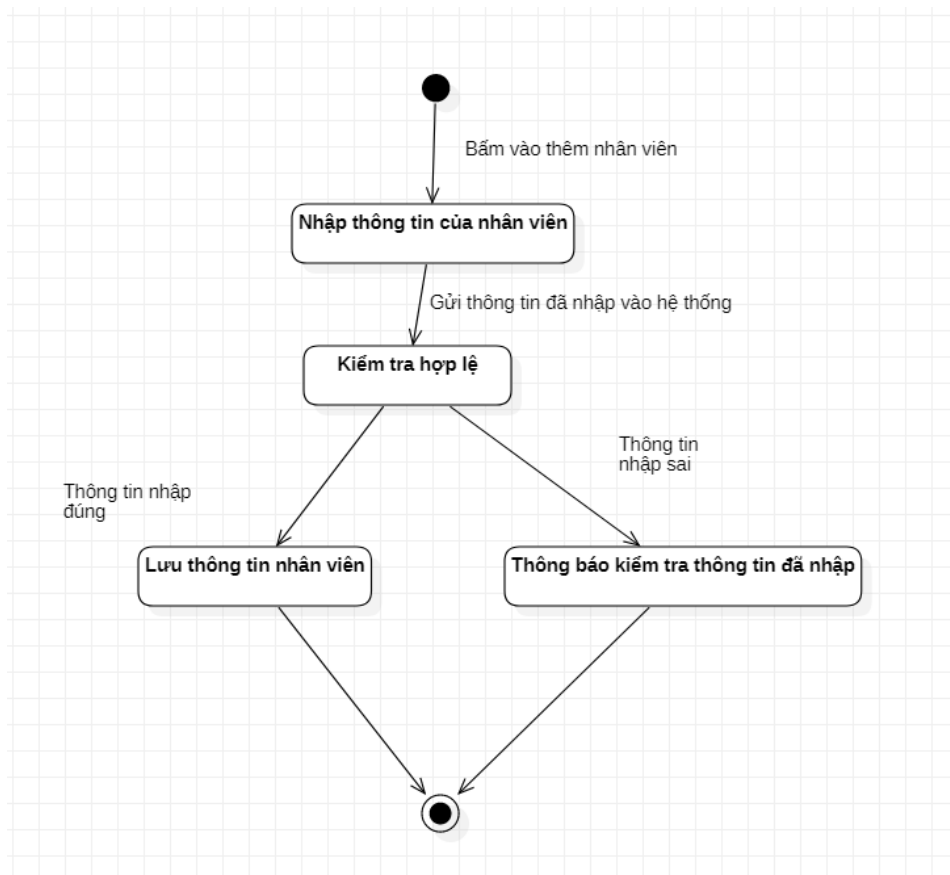 Bấm vào thêm nhân viên
Nhập thông tin của nhân viên
Gửi thông tin đã nhập vào hệ thống
Kiểm tra hợp lệ
Thông tin
nhập sai
Thông tin nhập
đúng
Lưu thông tin nhân viên
Thông báo kiểm tra thông tin đã nhập